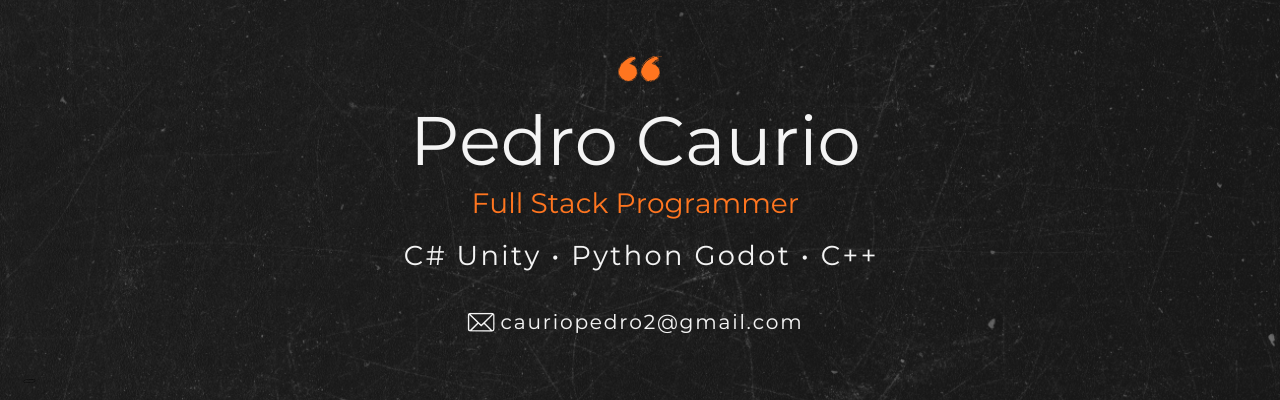 “
Pedro Caurio
Full Stack Programmer
C# Unity • Python Godot • C++
cauriopedro2@gmail.com